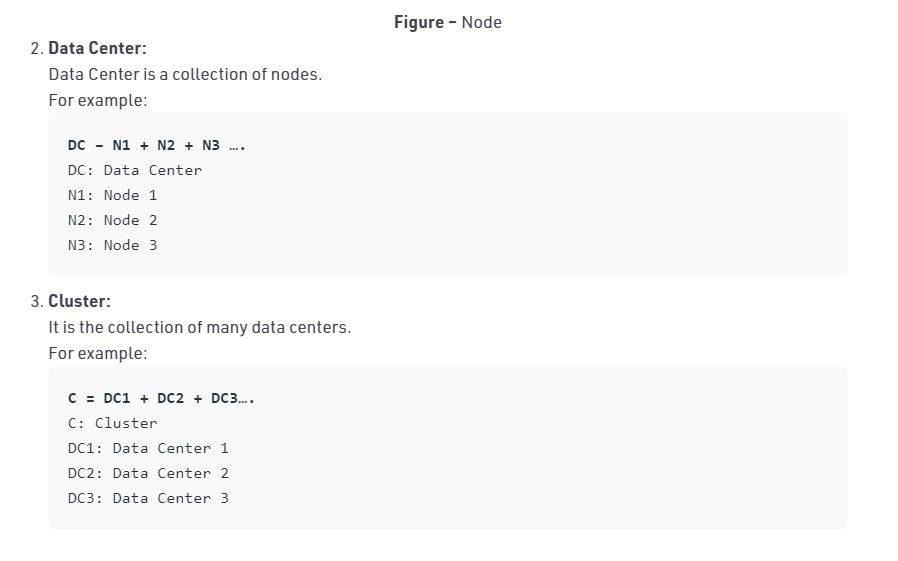 Figure – Node
2. Data Center:
Data Center is a collection of nodes.
For example:
DC – N1 + N2 + N3 ….
DC: Data Center
N1: Node 1
N2: Node 2
N3: Node 3
3. Cluster:
It is the collection of many data centers.
For example:
C = DC1 + DC2 + DC3….
C: Cluster
DC1: Data Center 1
DC2: Data Center 2
DC3: Data Center 3